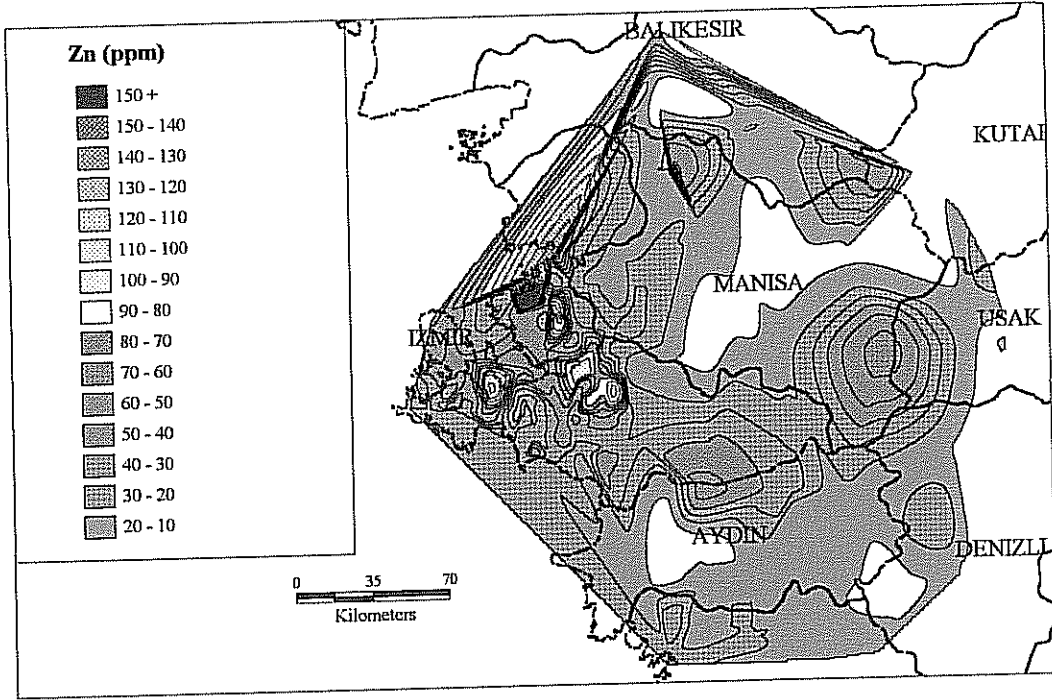 Zn (ppm)
150 +
150 - 140
140 - 130
130 - 120
120 - 110
110 - 100
100 - 90
90 - 80
80 - 70
70 - 60
60 - 50
50 - 40
40 - 30
30 - 20
20 - 10
BALIKESIR
KUTAH
MANISA
USAK
IZMIR
AYDIN
DENIZLI
0 35 70
Kilometers